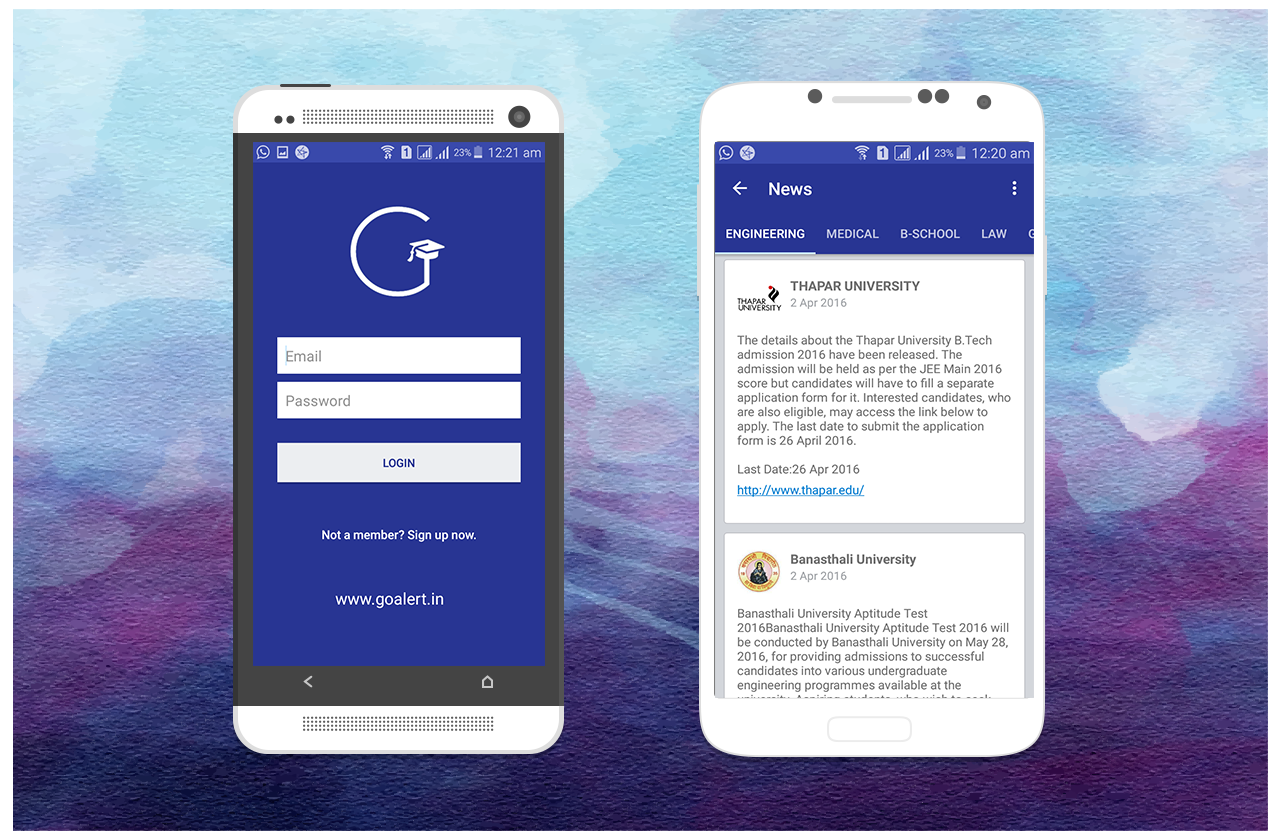 23% 12:21 am
Email
Password
LOGIN
Not a member? Sign up now.
www.goalert.in
1 23% 12:20 am
News
ENGINEERING MEDICAL B-SCHOOL LAW G
THAPAR UNIVERSITY
THAPAR
UNIVERSITY
2 Apr 2016
The details about the Thapar University B.Tech
admission 2016 have been released. The
admission will be held as per the JEE Main 2016
score but candidates will have to fill a separate
application form for it. Interested candidates, who
are also eligible, may access the link below to
apply. The last date to submit the application
form is 26 April 2016.
Last Date:26 Apr 2016
http://www.thapar.edu/
Banasthali University
2 Apr 2016
Banasthali University Aptitude Test
2016Banasthali University Aptitude Test 2016 will
be conducted by Banasthali University on May 28,
2016, for providing admissions to successful
candidates into various undergraduate
engineering programmes available at the
university. Aspiring students, who wish to seek